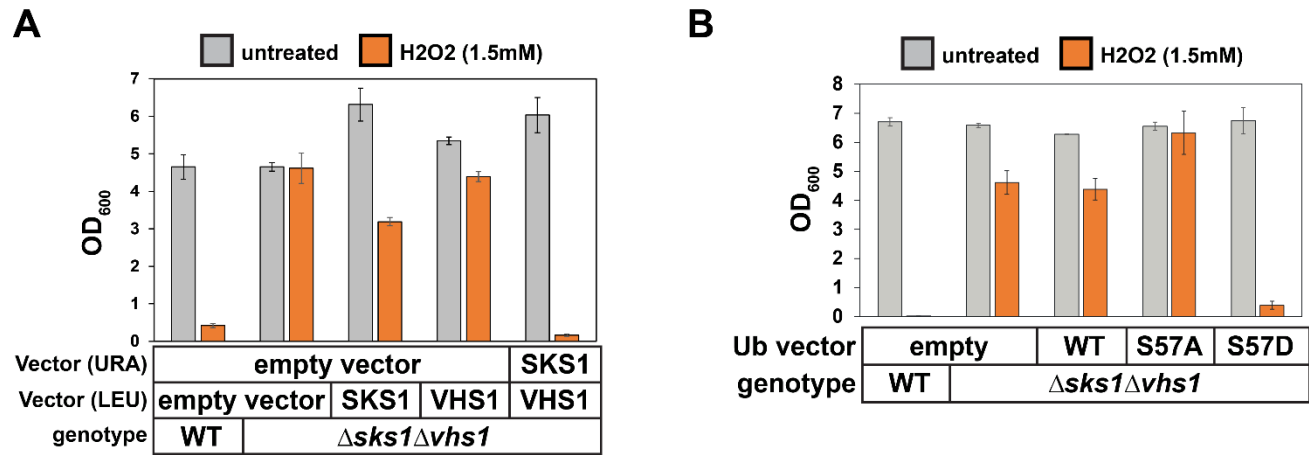 A
untreated H2O2 (1.5mM)
7
6
5
4
3
2
1
0
OD600
Vector (URA) empty vector SKS1
Vector (LEU) empty vector SKS1 VHS1 VHS1
genotype WT Δsks1Δvhs1
B
untreated H2O2 (1.5mM)
8
7
6
5
4
3
2
1
0
OD600
Ub vector empty WT S57A S57D
genotype WT Δsks1Δvhs1